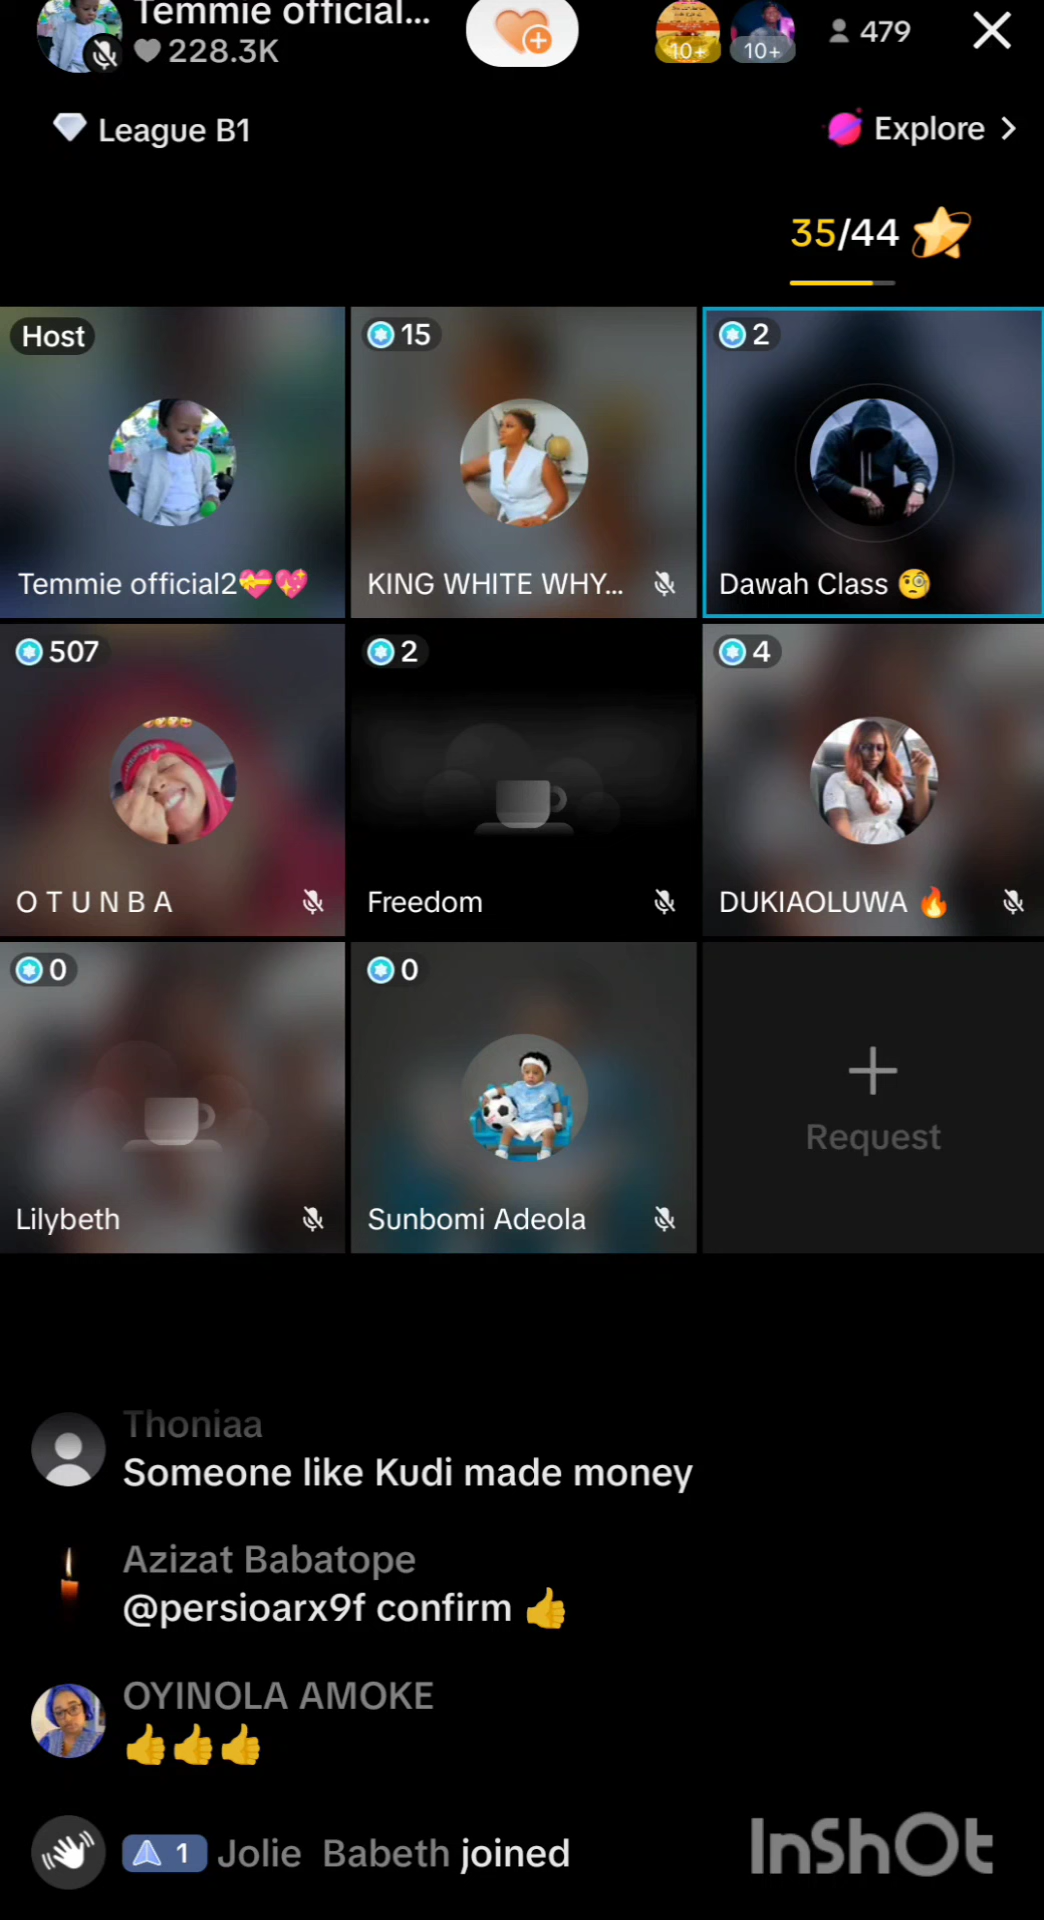 Temmie official...
228.3K
10+
10+
479
League B1
Explore >
35/44
Host
15
2
Temmie official2💝💖
KING WHITE WHY...
Dawah Class 🧐
507
2
4
O T U N B A
Freedom
DUKIAOLUWA 🔥
0
0
Request
Lilybeth
Sunbomi Adeola
Thoniaa
Someone like Kudi made money
Azizat Babatope
@persioarx9f confirm 👍
OYINOLA AMOKE
👍👍👍
1 Jolie Babeth joined
InShOt